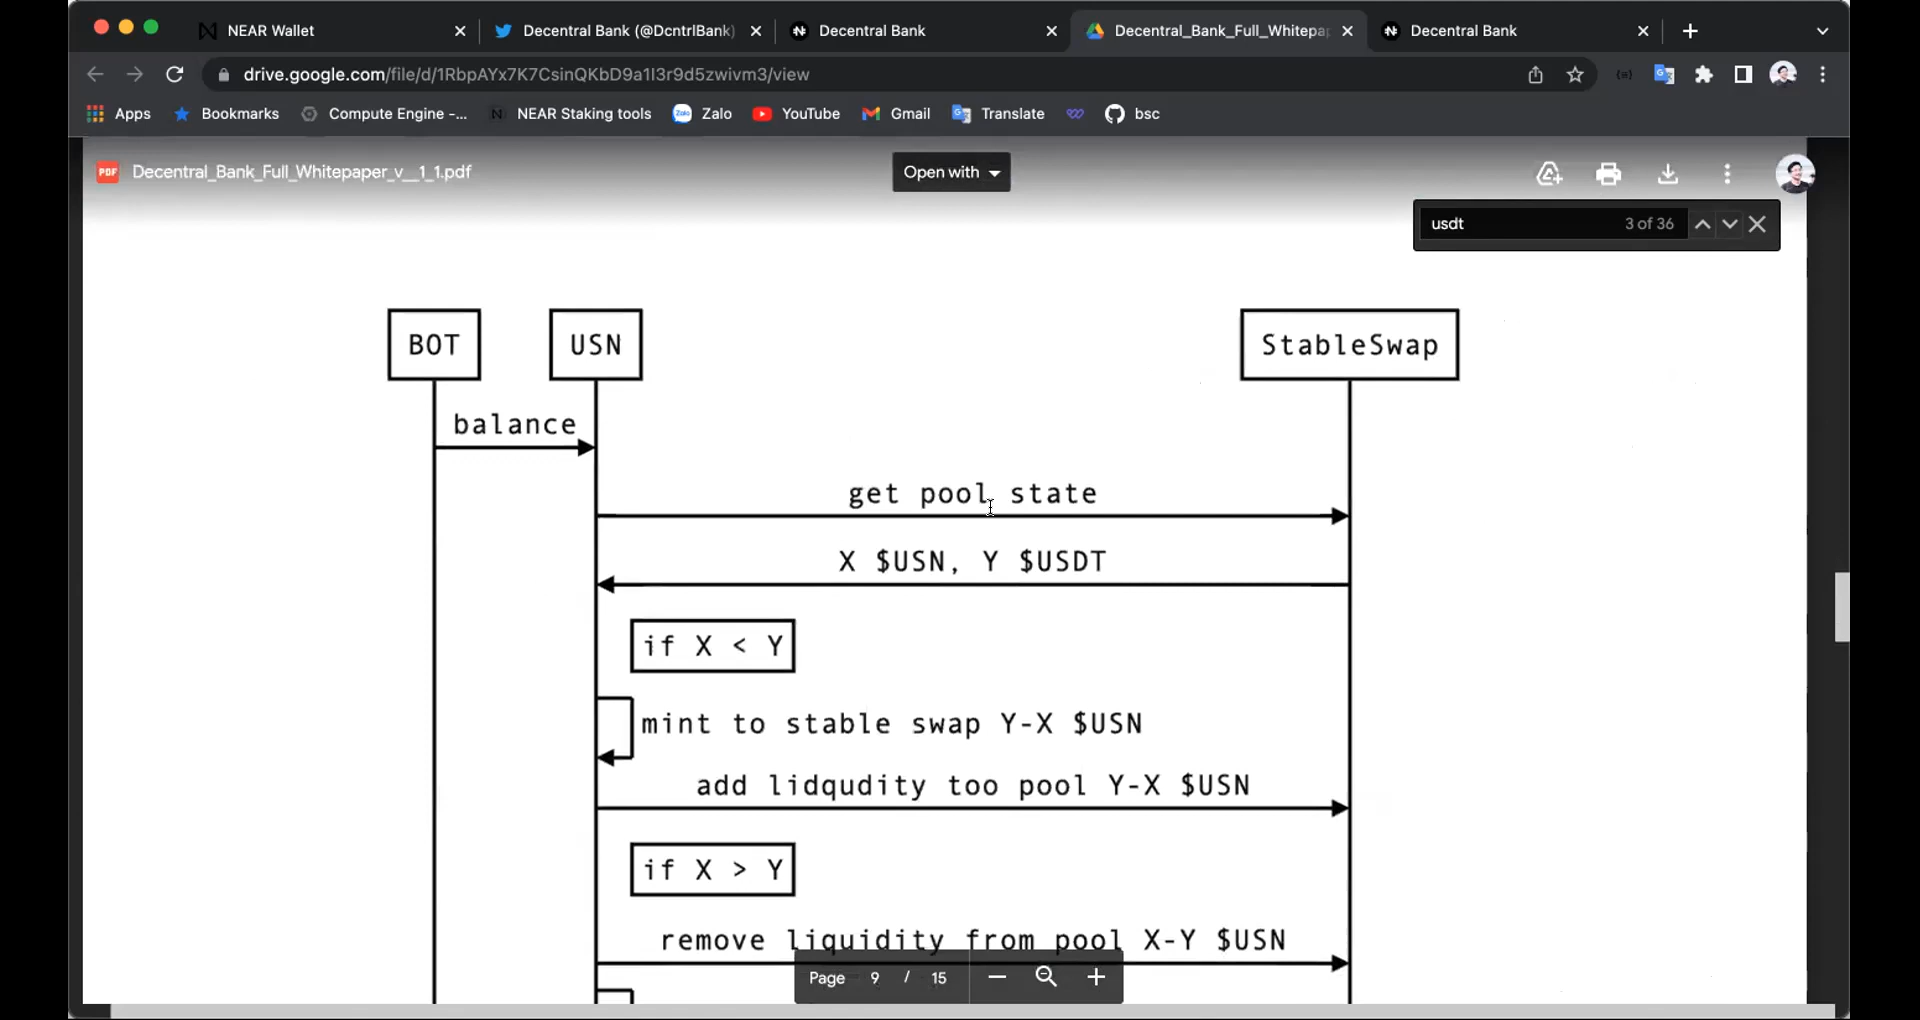 NEAR Wallet
Decentral Bank (@DcntrlBank)
Decentral Bank
Decentral_Bank_Full_Whitepap
Decentral Bank
drive.google.com/file/d/1RbpAYx7K7CsinQKbD9a1I3r9d5zwivm3/view
Apps
Bookmarks
Compute Engine -...
NEAR Staking tools
Zalo
YouTube
Gmail
Translate
bsc
PDF
Decentral_Bank_Full_Whitepaper_v__1_1.pdf
Open with
usdt
3 of 36
BOT
USN
StableSwap
balance
get pool state
X $USN, Y $USDT
if X < Y
mint to stable swap Y-X $USN
add lidqudity too pool Y-X $USN
if X > Y
remove liquidity from pool X-Y $USN
Page 9 / 15